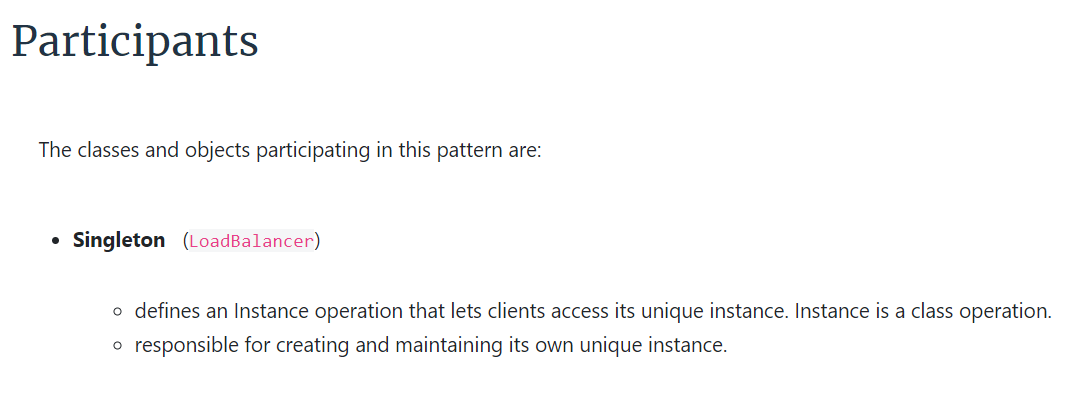 Participants
The classes and objects participating in this pattern are:
• Singleton (LoadBalancer)
◦ defines an Instance operation that lets clients access its unique instance. Instance is a class operation.
◦ responsible for creating and maintaining its own unique instance.